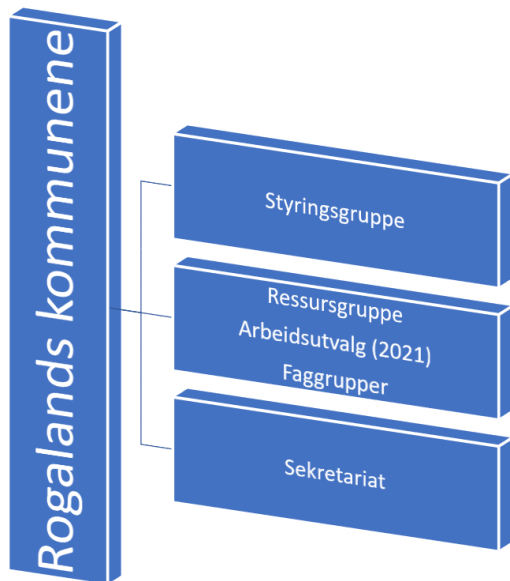 Rogalands kommunene
Styringsgruppe
Ressursgruppe
Arbeidsutvalg (2021)
Faggrupper
Sekretariat